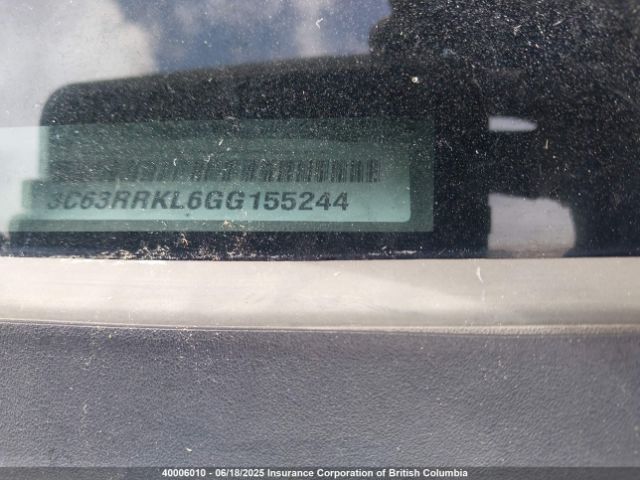 3C63RRKL6GG155244
40006010 - 06/18/2025 Insurance Corporation of British Columbia